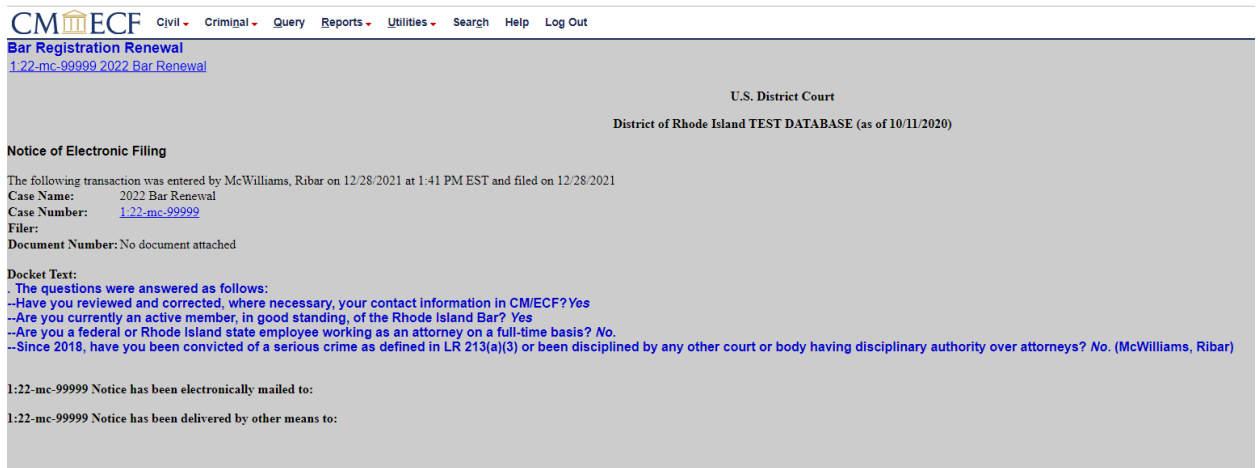 CM ECF Civil Criminal Query Reports Utilities Search Help Log Out
Bar Registration Renewal
1:22-mc-99999 2022 Bar Renewal
U.S. District Court
District of Rhode Island TEST DATABASE (as of 10/11/2020)
Notice of Electronic Filing
The following transaction was entered by McWilliams, Ribar on 12/28/2021 at 1:41 PM EST and filed on 12/28/2021
Case Name: 2022 Bar Renewal
Case Number: 1:22-mc-99999
Filer:
Document Number: No document attached
Docket Text:
. The questions were answered as follows:
--Have you reviewed and corrected, where necessary, your contact information in CM/ECF?Yes
--Are you currently an active member, in good standing, of the Rhode Island Bar? Yes
--Are you a federal or Rhode Island state employee working as an attorney on a full-time basis? No.
--Since 2018, have you been convicted of a serious crime as defined in LR 213(a)(3) or been disciplined by any other court or body having disciplinary authority over attorneys? No. (McWilliams, Ribar)
1:22-mc-99999 Notice has been electronically mailed to:
1:22-mc-99999 Notice has been delivered by other means to: